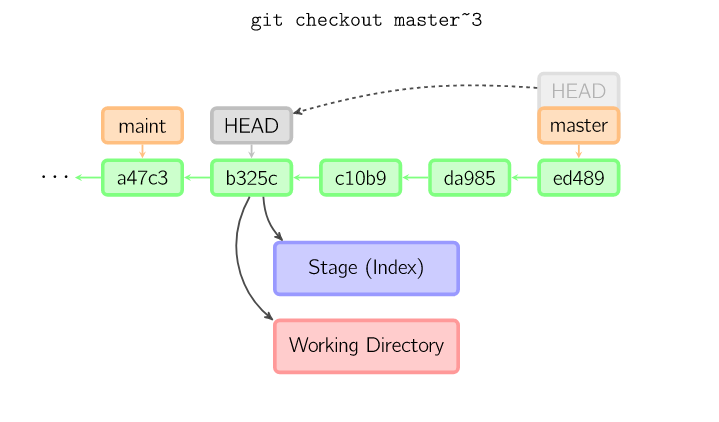 git checkout master~3
HEAD
maint
HEAD
master
... a47c3 b325c c10b9 da985 ed489
Stage (Index)
Working Directory